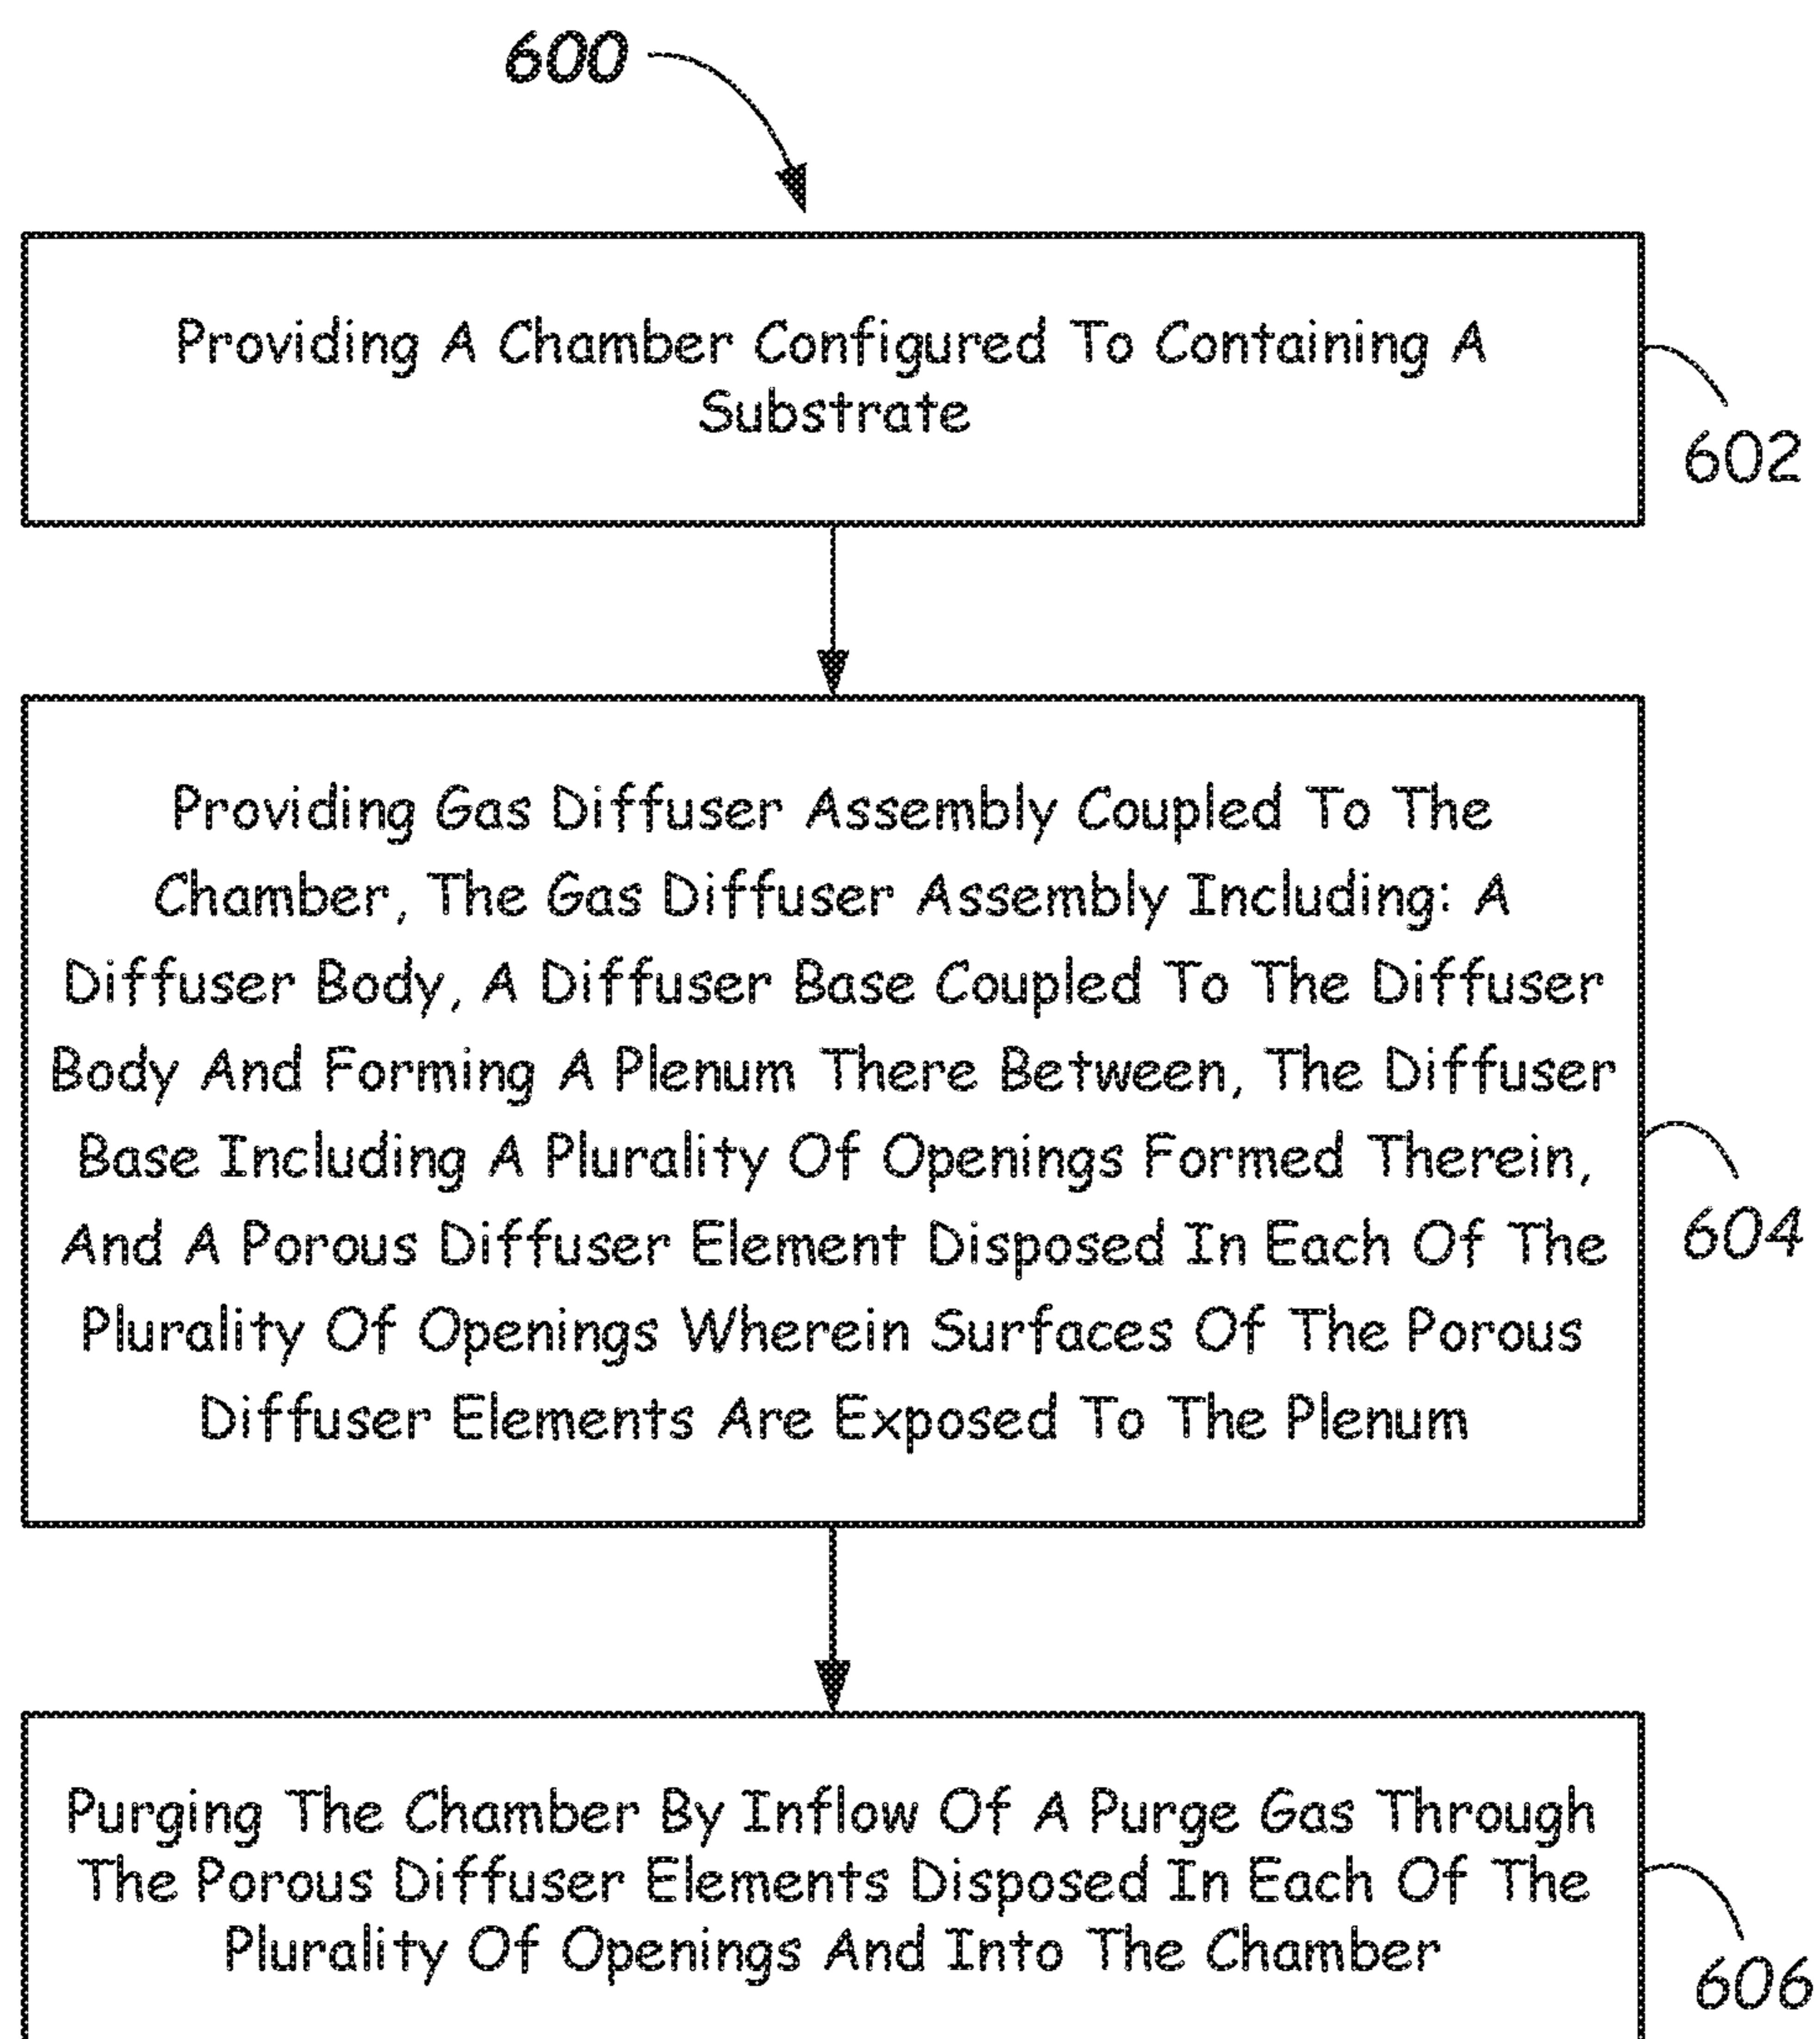 600
Providing A Chamber Configured To Containing A
Substrate
602
Providing Gas Diffuser Assembly Coupled To The
Chamber, The Gas Diffuser Assembly Including: A
Diffuser Body, A Diffuser Base Coupled To The Diffuser
Body And Forming A Plenum There Between, The Diffuser
Base Including A Plurality Of Openings Formed Therein,
And A Porous Diffuser Element Disposed In Each Of The
Plurality Of Openings Wherein Surfaces Of The Porous
Diffuser Elements Are Exposed To The Plenum
604
Purging The Chamber By Inflow Of A Purge Gas Through
The Porous Diffuser Elements Disposed In Each Of The
Plurality Of Openings And Into The Chamber
606